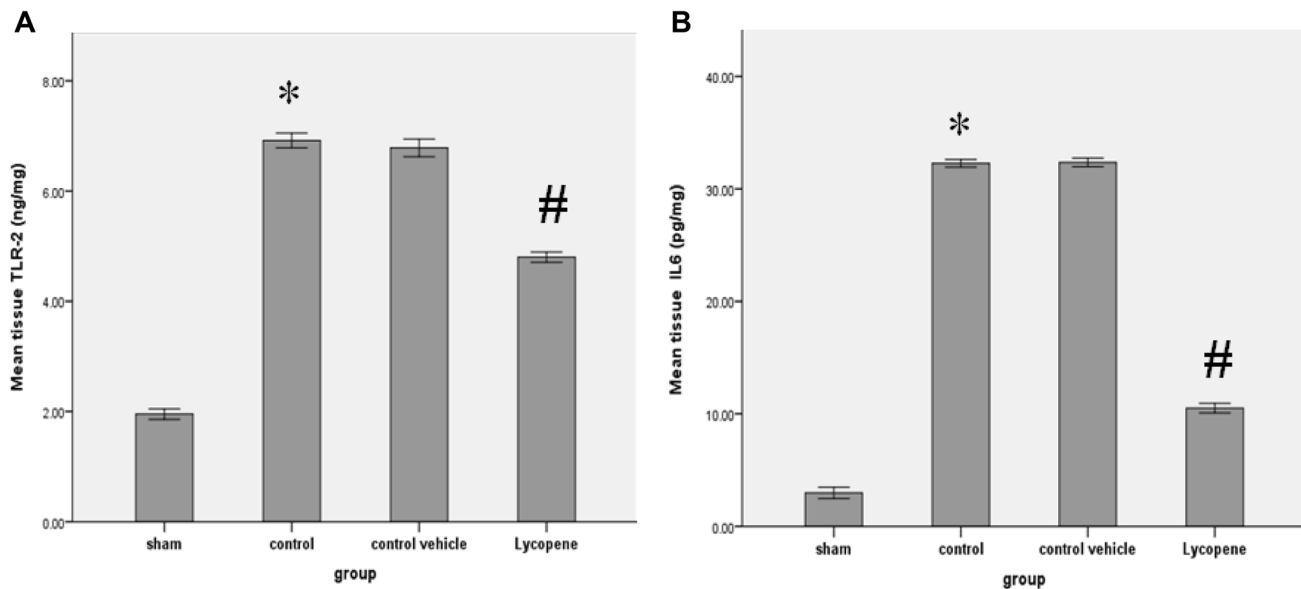 A
Mean tissue TLR-2 (ng/mg)
8.00
6.00
4.00
2.00
0.00
*
#
sham control control vehicle Lycopene
group
B
Mean tissue IL6 (pg/mg)
40.00
30.00
20.00
10.00
0.00
*
#
sham control control vehicle Lycopene
group